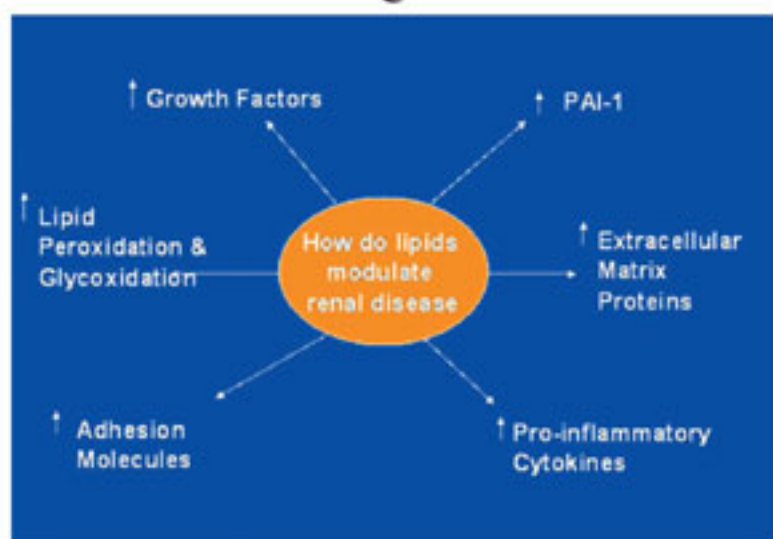 ↑ Growth Factors
↑ PAI-1
↑ Lipid
Peroxidation &
Glycoxidation
How do lipids
modulate
renal disease
↑ Extracellular
Matrix
Proteins
↑ Adhesion
Molecules
↑ Pro-inflammatory
Cytokines